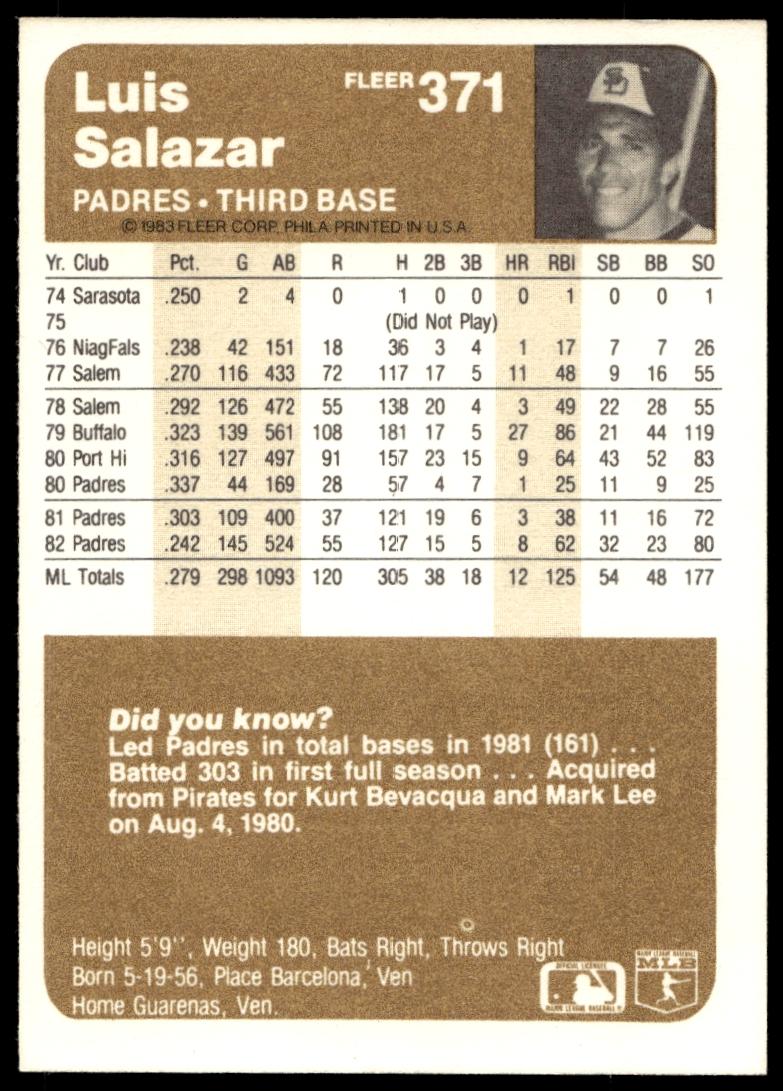 Luis
Salazar
FLEER 371
PADRES • THIRD BASE
© 1983 FLEER CORP. PHILA. PRINTED IN U.S.A.
SD
Yr. Club Pct. G AB R H 2B 3B HR RBI SB BB SO
74 Sarasota .250 2 4 0 1 0 0 0 1 0 0 1
75 (Did Not Play)
76 NiagFals .238 42 151 18 36 3 4 1 17 7 7 26
77 Salem .270 116 433 72 117 17 5 11 48 9 16 55
78 Salem .292 126 472 55 138 20 4 3 49 22 28 55
79 Buffalo .323 139 561 108 181 17 5 27 86 21 44 119
80 Port Hi .316 127 497 91 157 23 15 9 64 43 52 83
80 Padres .337 44 169 28 57 4 7 1 25 11 9 25
81 Padres .303 109 400 37 121 19 6 3 38 11 16 72
82 Padres .242 145 524 55 127 15 5 8 62 32 23 80
ML Totals .279 298 1093 120 305 38 18 12 125 54 48 177
Did you know?
Led Padres in total bases in 1981 (161) . . .
Batted 303 in first full season . . . Acquired
from Pirates for Kurt Bevacqua and Mark Lee
on Aug. 4, 1980.
Height 5'9'', Weight 180, Bats Right, Throws Right
Born 5-19-56, Place Barcelona, Ven
Home Guarenas, Ven.
OFFICIAL LICENSEE
MAJOR LEAGUE BASEBALL
MAJOR LEAGUE BASEBALL
MLB